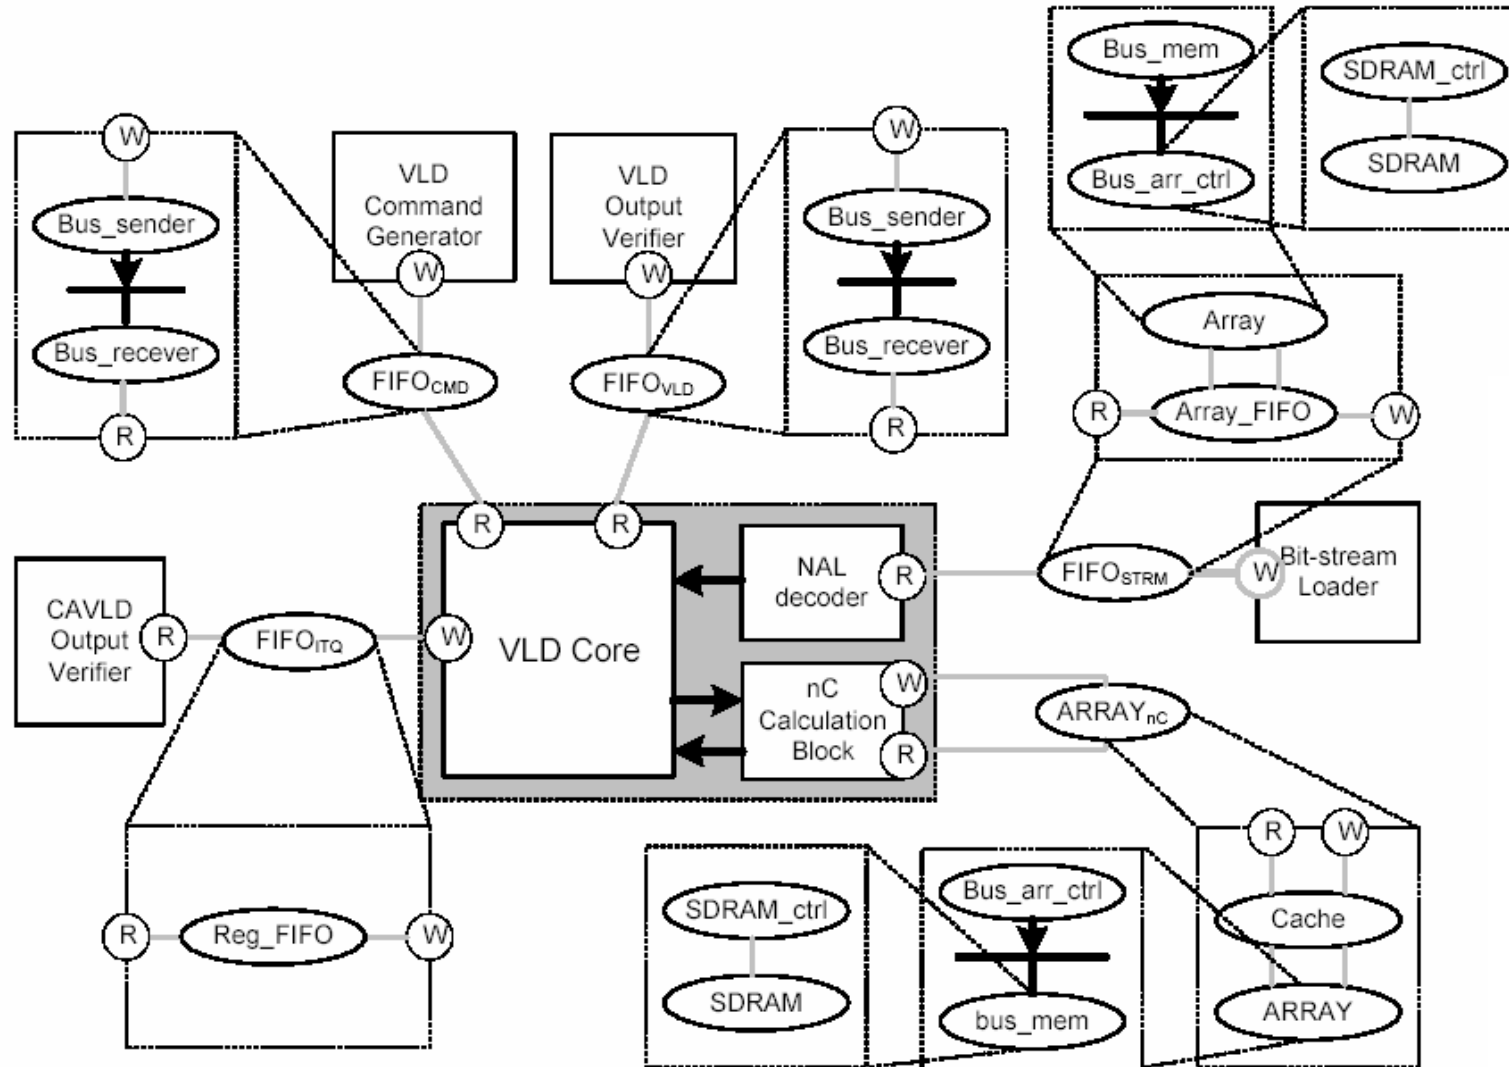 Bus_mem
SDRAM_ctrl
Bus_arr_ctrl
SDRAM
W
Bus_sender
Bus_recever
R
VLD
Command
Generator
W
VLD
Output
Verifier
W
W
Bus_sender
Bus_recever
R
FIFOCMD
FIFOVLD
Array
R
Array_FIFO
W
R
R
CAVLD
Output
Verifier
R
FIFOITQ
W
VLD Core
NAL
decoder
R
FIFOSTRM
W
Bit-stream
Loader
nC
Calculation
Block
W
R
ARRAYnC
R
Reg_FIFO
W
SDRAM_ctrl
SDRAM
Bus_arr_ctrl
bus_mem
R
W
Cache
ARRAY